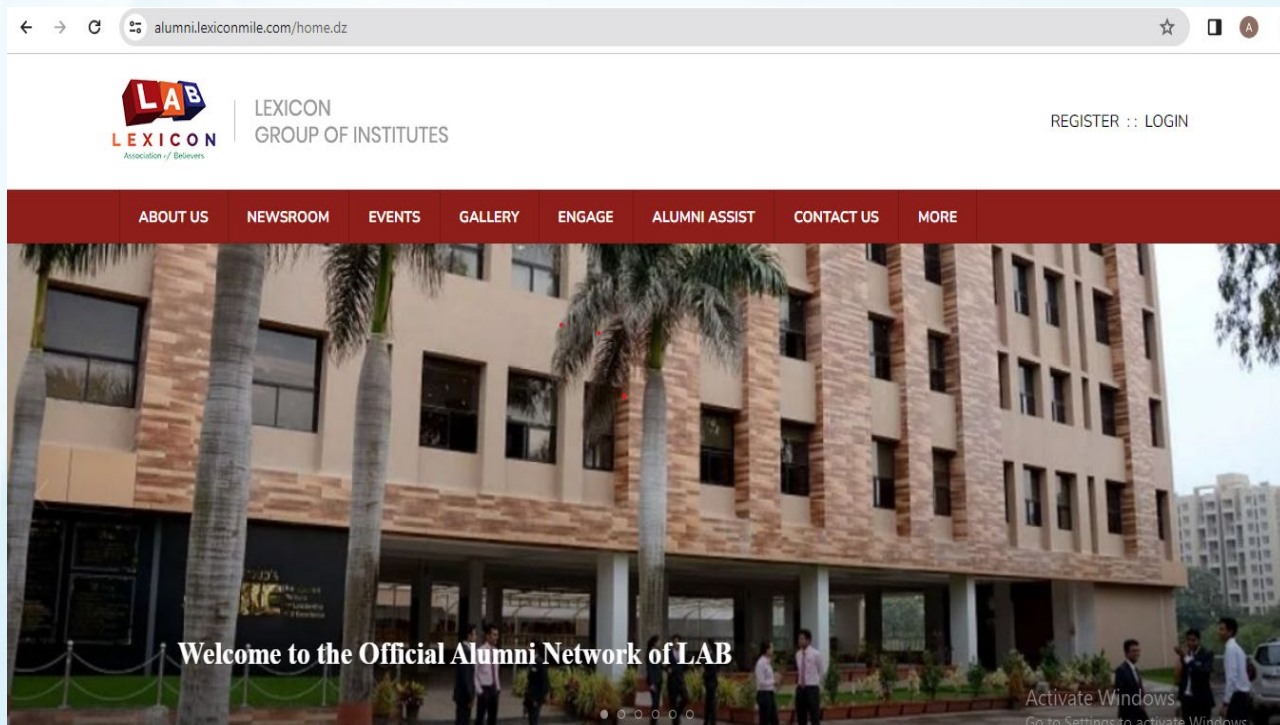 alumni.lexiconmile.com/home.dz
A
LAB
LEXICON
Association of Believers
LEXICON
GROUP OF INSTITUTES
REGISTER :: LOGIN
ABOUT US NEWSROOM EVENTS GALLERY ENGAGE ALUMNI ASSIST CONTACT US MORE
Welcome to the Official Alumni Network of LAB
Activate Windows
Go to Settings to activate Windows.